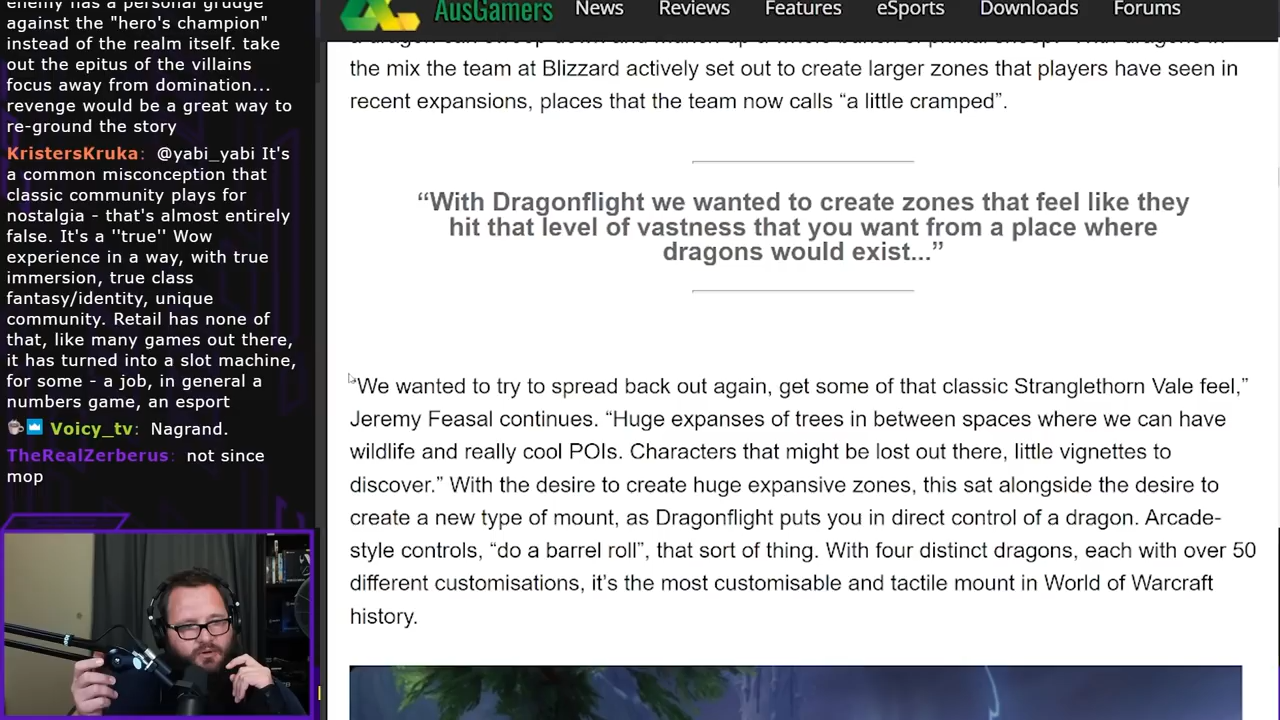 enemy has a personal grudge
against the "hero's champion"
instead of the realm itself. take
out the epitus of the villains
focus away from domination...
revenge would be a great way to
re-ground the story
KristersKruka: @yabi_yabi It's
a common misconception that
classic community plays for
nostalgia - that's almost entirely
false. It's a ''true'' Wow
experience in a way, with true
immersion, true class
fantasy/identity, unique
community. Retail has none of
that, like many games out there,
it has turned into a slot machine,
for some - a job, in general a
numbers game, an esport
Voicy_tv: Nagrand.
TheRealZerberus: not since
mop
AusGamers News Reviews Features eSports Downloads Forums
the mix the team at Blizzard actively set out to create larger zones that players have seen in
recent expansions, places that the team now calls “a little cramped”.
“With Dragonflight we wanted to create zones that feel like they
hit that level of vastness that you want from a place where
dragons would exist...”
“We wanted to try to spread back out again, get some of that classic Stranglethorn Vale feel,”
Jeremy Feasal continues. “Huge expanses of trees in between spaces where we can have
wildlife and really cool POIs. Characters that might be lost out there, little vignettes to
discover.” With the desire to create huge expansive zones, this sat alongside the desire to
create a new type of mount, as Dragonflight puts you in direct control of a dragon. Arcade-
style controls, “do a barrel roll”, that sort of thing. With four distinct dragons, each with over 50
different customisations, it’s the most customisable and tactile mount in World of Warcraft
history.